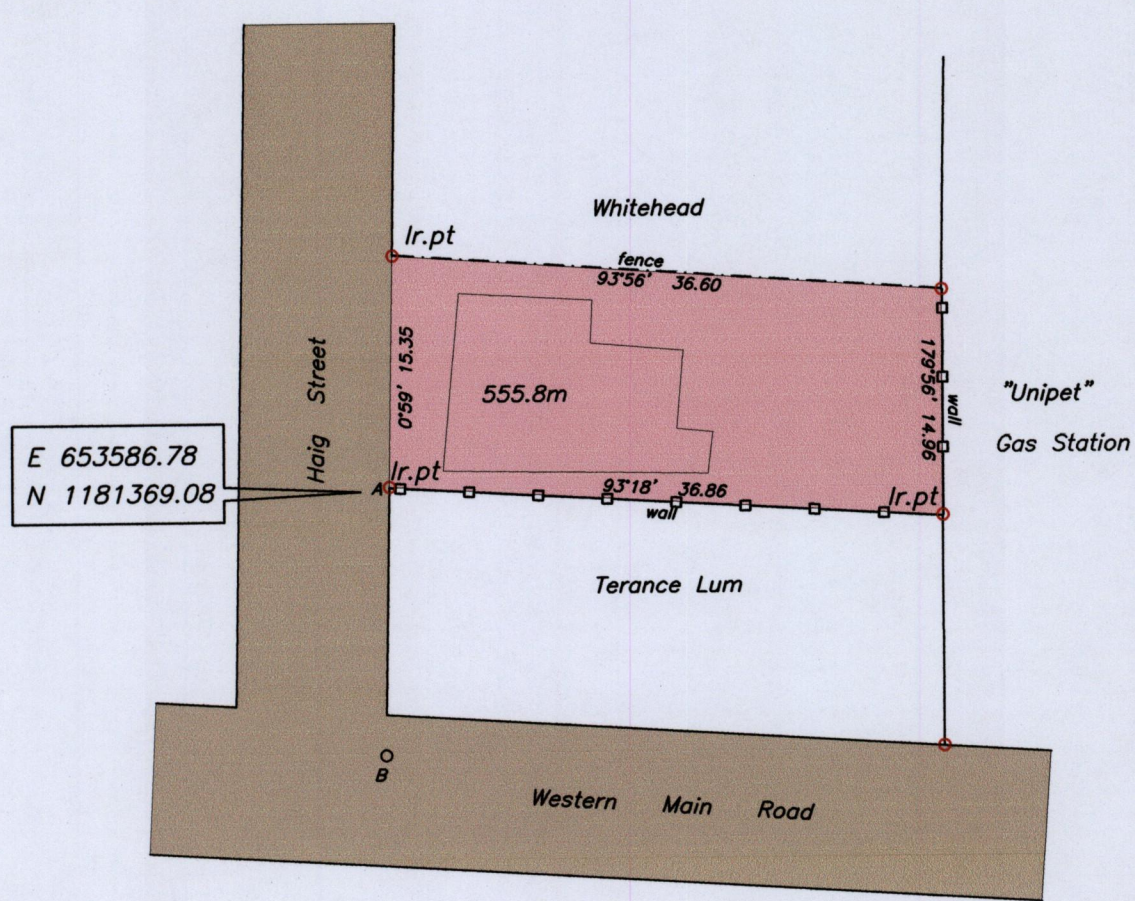 Whitehead
Ir.pt
fence
93°56' 36.60
Haig Street
0°59' 15.35
555.8m
179°56' 14.96
wall
"Unipet"
Gas Station
E 653586.78
N 1181369.08
A
Ir.pt
93°18' 36.86
wall
Ir.pt
Terance Lum
B
Western Main Road